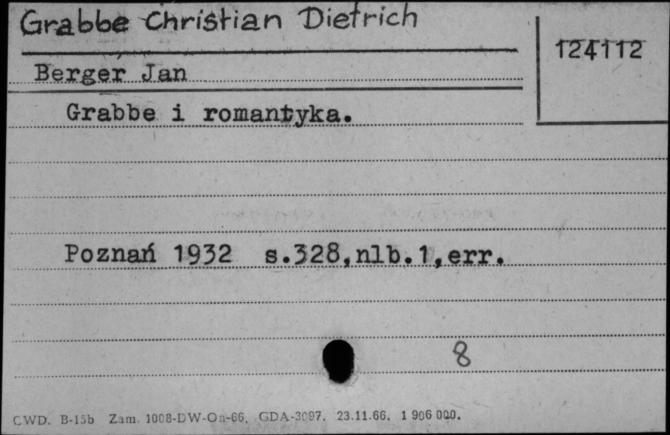 Grabbe Christian Dietrich
124112
Berger Jan
Grabbe i romantyka.
Poznań 1932 s.328,nlb.1,err.
8
CWD. B-15b Zam. 1008-DW-On-66, GDA-3097. 23.11.66. 1 906 000.